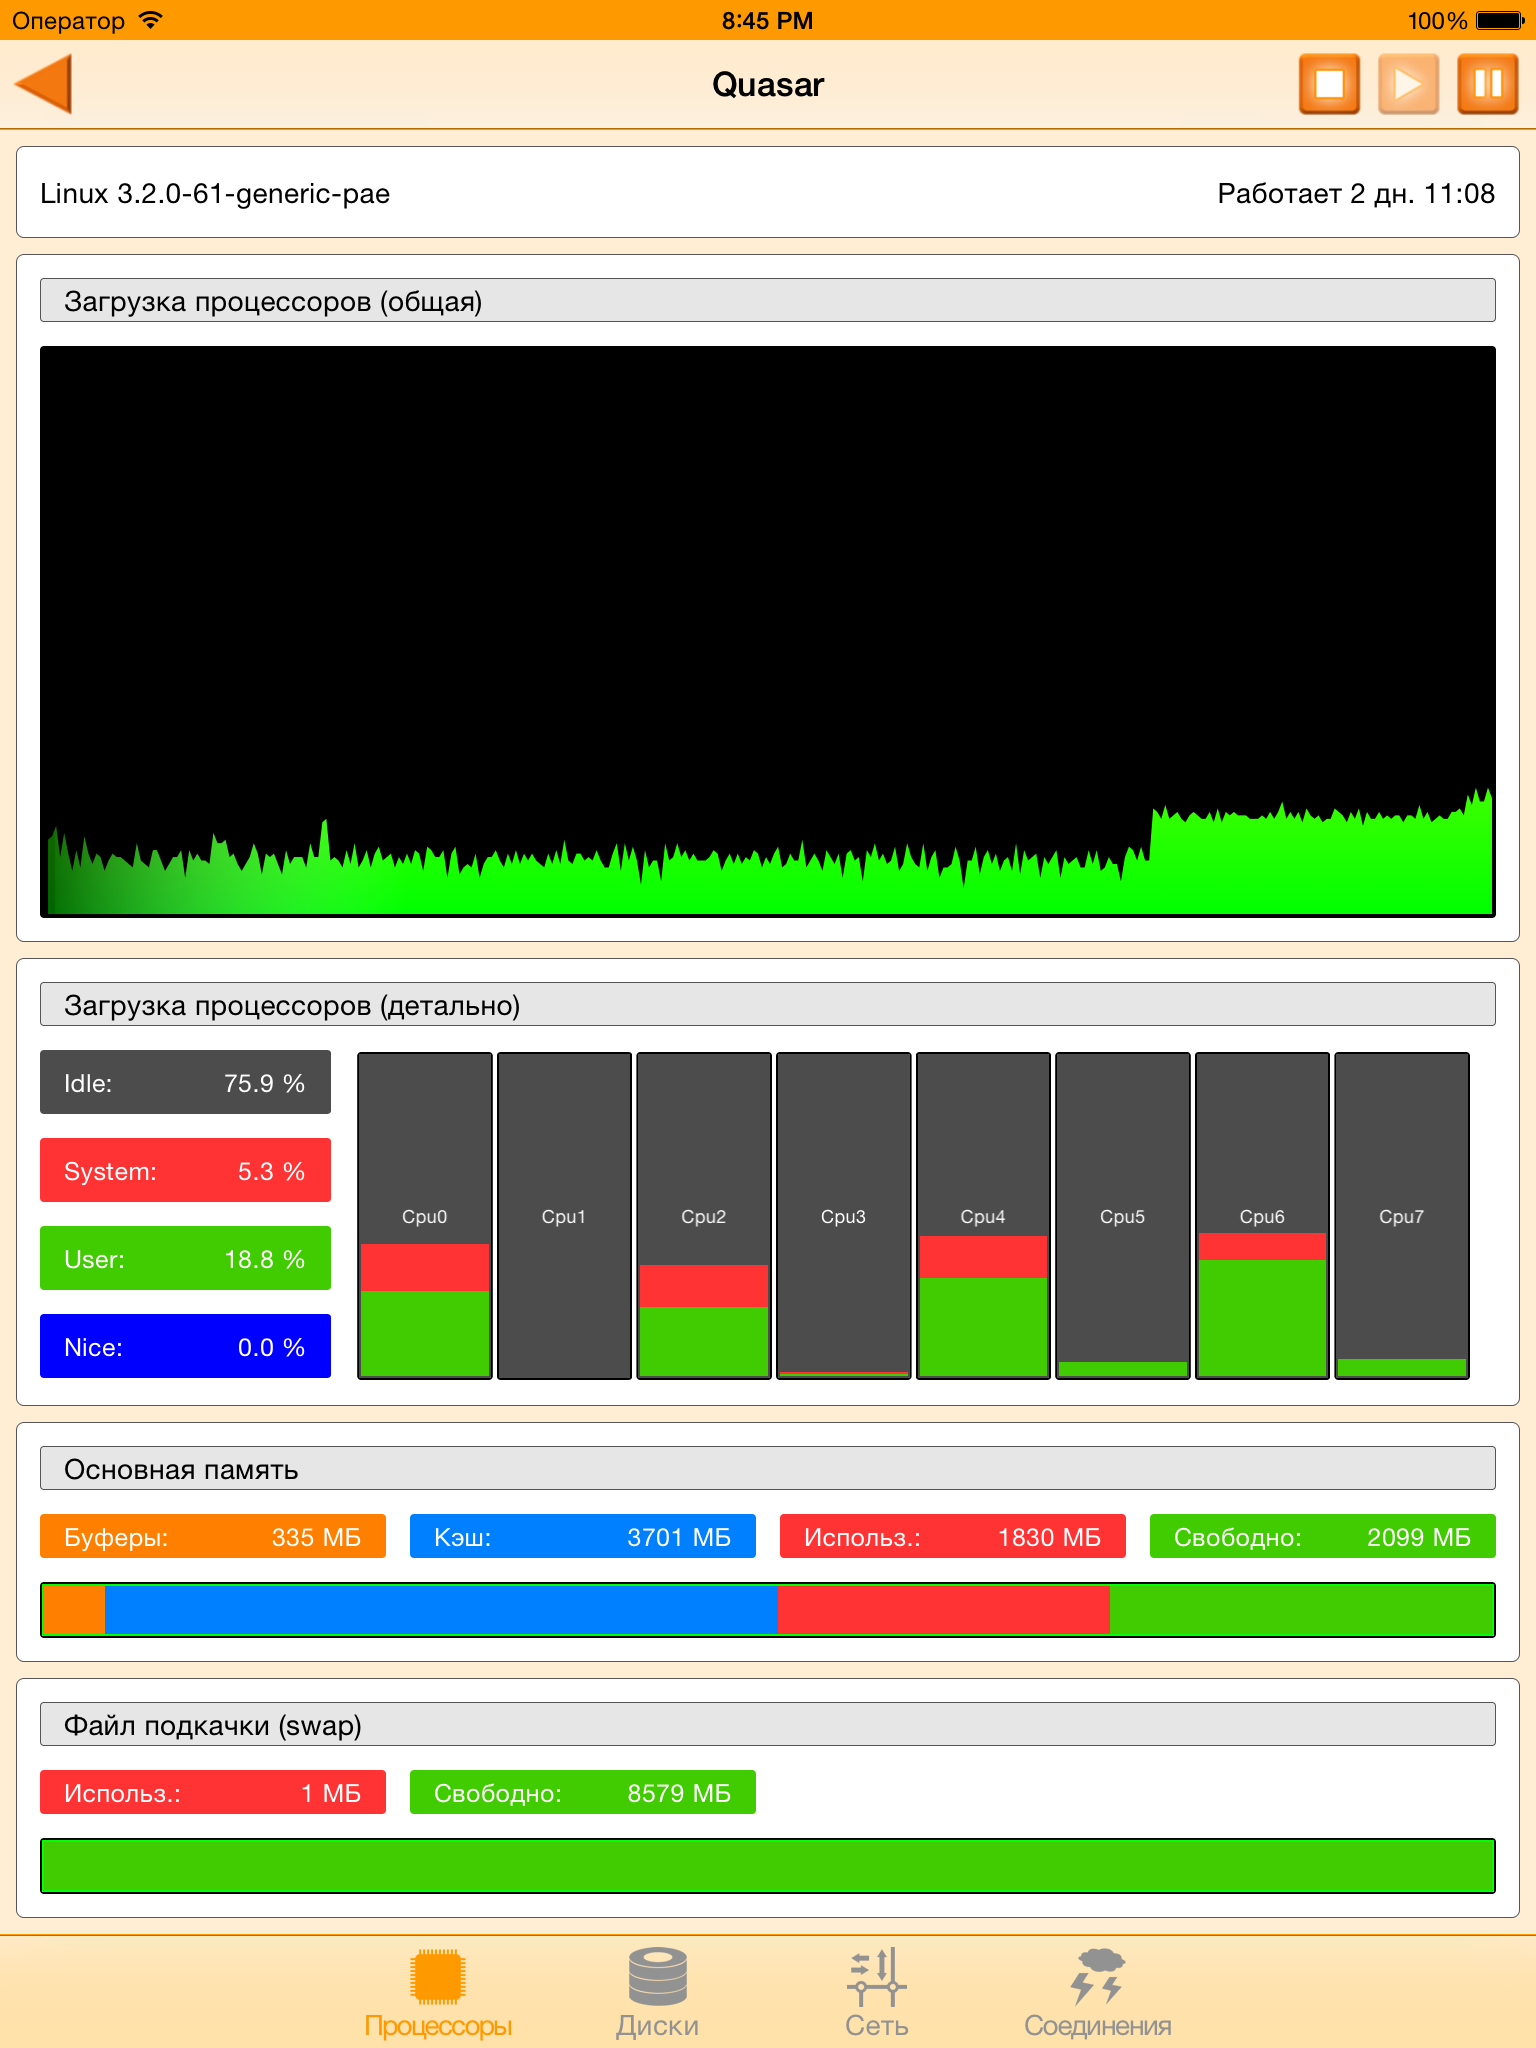 Оператор 8:45 PM 100%
Quasar
Linux 3.2.0-61-generic-pae Работает 2 дн. 11:08
Загрузка процессоров (общая)
Загрузка процессоров (детально)
Idle: 75.9 %
System: 5.3 %
User: 18.8 %
Nice: 0.0 %
Cpu0 Cpu1 Cpu2 Cpu3 Cpu4 Cpu5 Cpu6 Cpu7
Основная память
Буферы: 335 МБ Кэш: 3701 МБ Использ.: 1830 МБ Свободно: 2099 МБ
Файл подкачки (swap)
Использ.: 1 МБ Свободно: 8579 МБ
Процессоры Диски Сеть Соединения